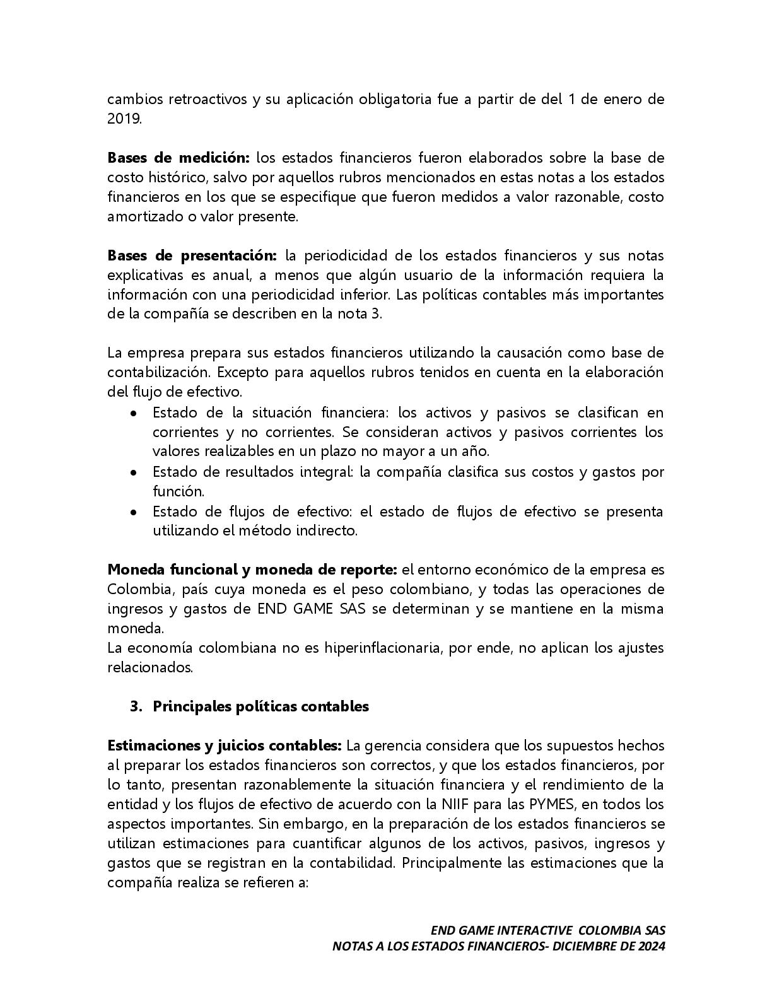 cambios retroactivos y su aplicación obligatoria fue a partir de del 1 de enero de
2019.
Bases de medición: los estados financieros fueron elaborados sobre la base de
costo histórico, salvo por aquellos rubros mencionados en estas notas a los estados
financieros en los que se especifique que fueron medidos a valor razonable, costo
amortizado o valor presente.
Bases de presentación: la periodicidad de los estados financieros y sus notas
explicativas es anual, a menos que algún usuario de la información requiera la
información con una periodicidad inferior. Las políticas contables más importantes
de la compañía se describen en la nota 3.
La empresa prepara sus estados financieros utilizando la causación como base de
contabilización. Excepto para aquellos rubros tenidos en cuenta en la elaboración
del flujo de efectivo.
• Estado de la situación financiera: los activos y pasivos se clasifican en
corrientes y no corrientes. Se consideran activos y pasivos corrientes los
valores realizables en un plazo no mayor a un año.
• Estado de resultados integral: la compañía clasifica sus costos y gastos por
función.
• Estado de flujos de efectivo: el estado de flujos de efectivo se presenta
utilizando el método indirecto.
Moneda funcional y moneda de reporte: el entorno económico de la empresa es
Colombia, país cuya moneda es el peso colombiano, y todas las operaciones de
ingresos y gastos de END GAME SAS se determinan y se mantiene en la misma
moneda.
La economía colombiana no es hiperinflacionaria, por ende, no aplican los ajustes
relacionados.
3. Principales políticas contables
Estimaciones y juicios contables: La gerencia considera que los supuestos hechos
al preparar los estados financieros son correctos, y que los estados financieros, por
lo tanto, presentan razonablemente la situación financiera y el rendimiento de la
entidad y los flujos de efectivo de acuerdo con la NIIF para las PYMES, en todos los
aspectos importantes. Sin embargo, en la preparación de los estados financieros se
utilizan estimaciones para cuantificar algunos de los activos, pasivos, ingresos y
gastos que se registran en la contabilidad. Principalmente las estimaciones que la
compañía realiza se refieren a:
END GAME INTERACTIVE COLOMBIA SAS
NOTAS A LOS ESTADOS FINANCIEROS- DICIEMBRE DE 2024